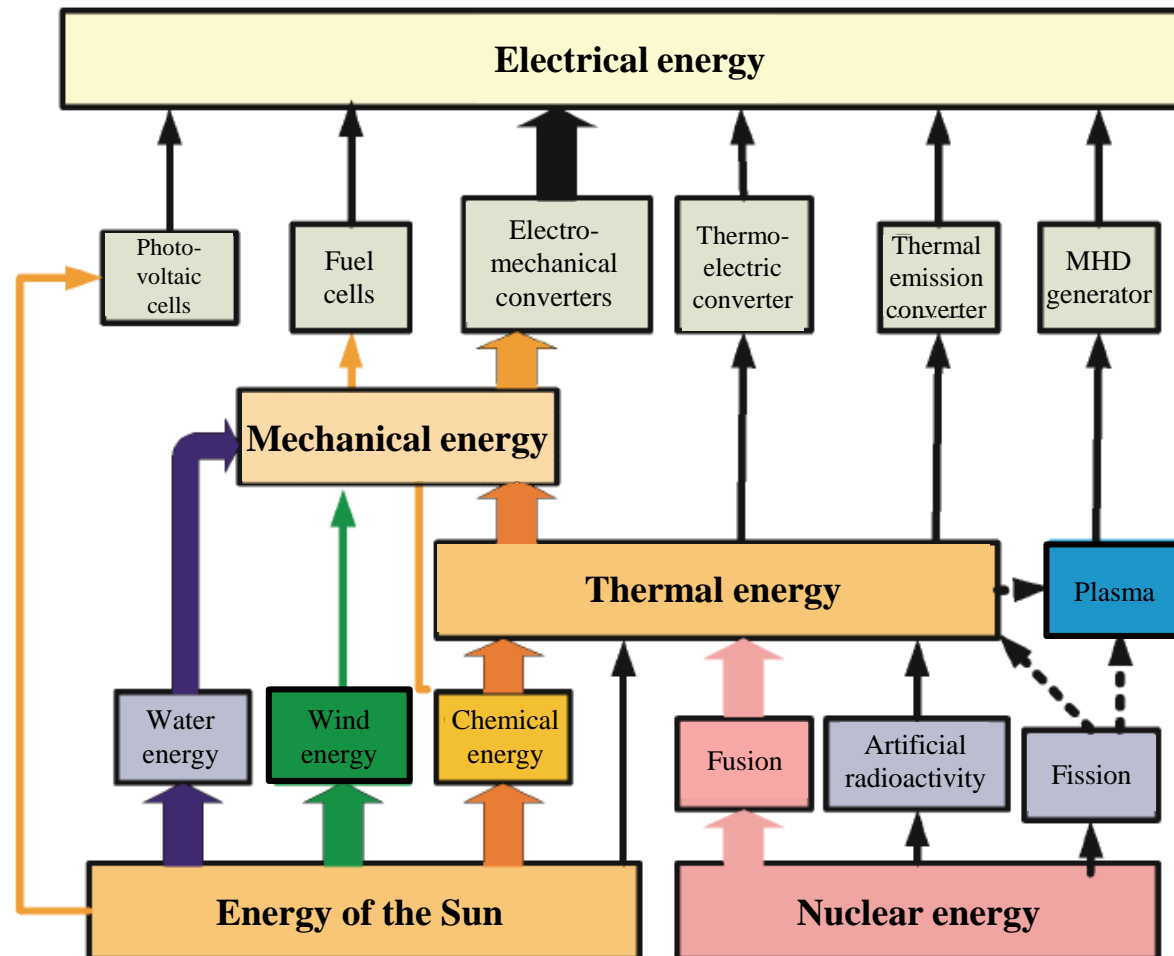 Electrical energy
Photo-
voltaic
cells
Fuel
cells
Electro-
mechanical
converters
Thermo-
electric
converter
Thermal
emission
converter
MHD
generator
Mechanical energy
Thermal energy
Plasma
Water
energy
Wind
energy
Chemical
energy
Fusion
Artificial
radioactivity
Fission
Energy of the Sun
Nuclear energy